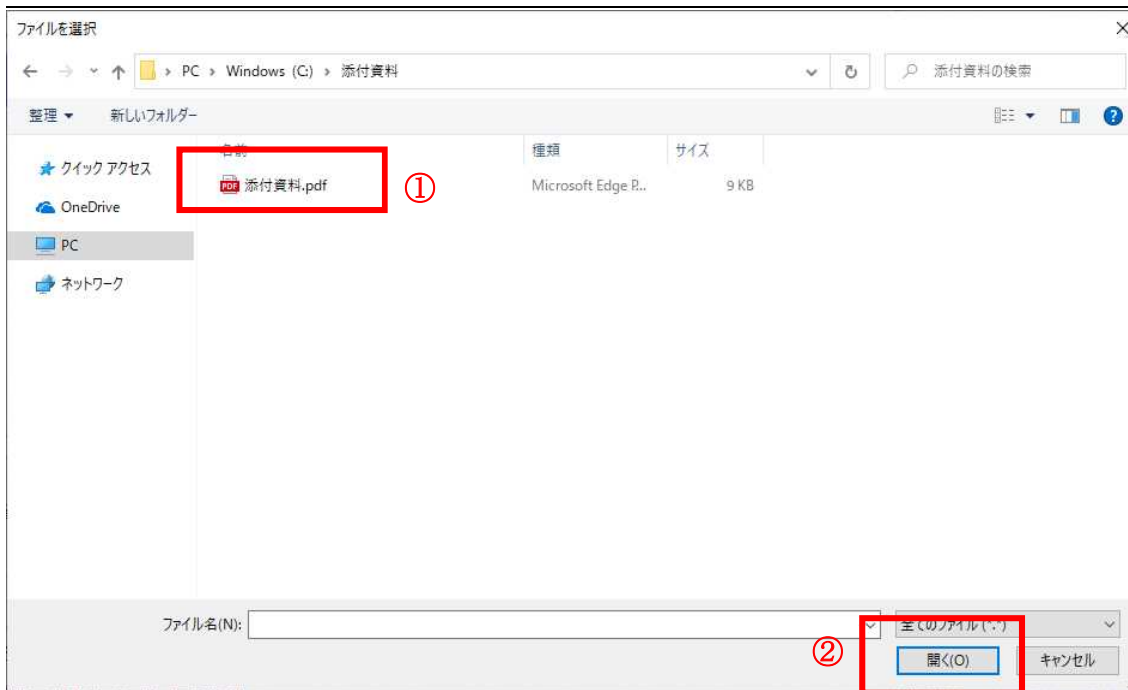 ファイルを選択
PC › Windows (C:) › 添付資料
添付資料の検索
整理
新しいフォルダー
名前
種類
サイズ
クイック アクセス
添付資料.pdf
①
Microsoft Edge P...
9 KB
OneDrive
PC
ネットワーク
ファイル名(N):
全てのファイル (*.*)
②
開く(O)
キャンセル